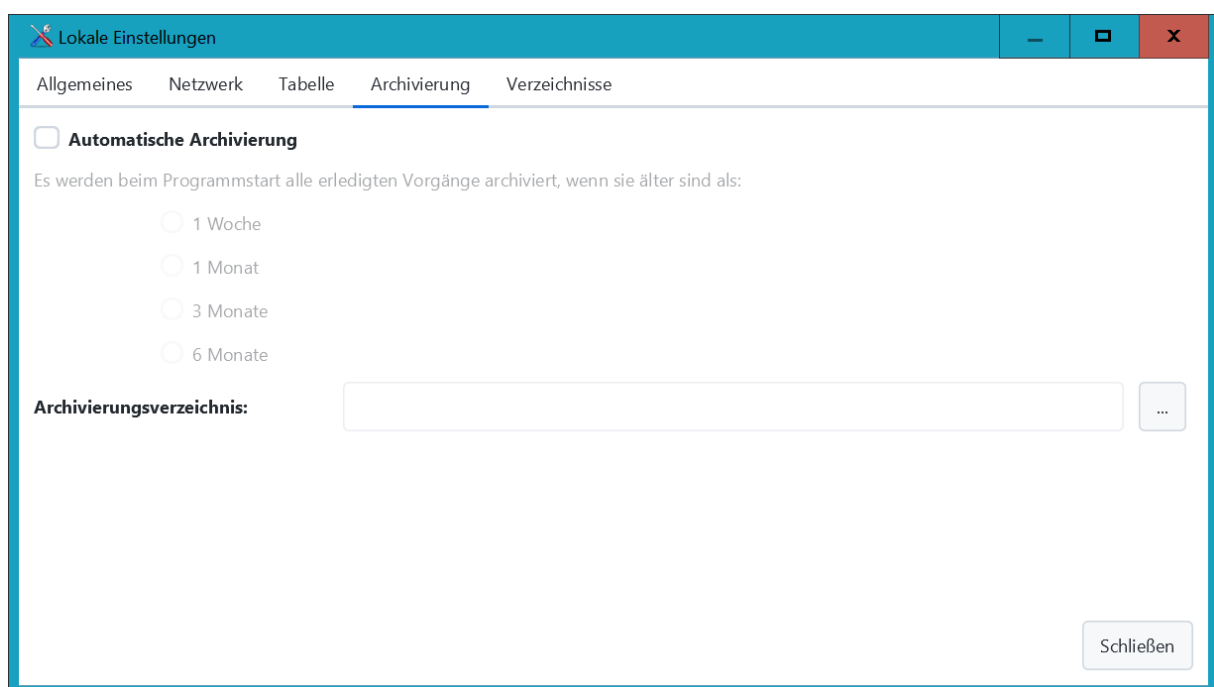 Lokale Einstellungen
Allgemeines Netzwerk Tabelle Archivierung Verzeichnisse
Automatische Archivierung
Es werden beim Programmstart alle erledigten Vorgänge archiviert, wenn sie älter sind als:
1 Woche
1 Monat
3 Monate
6 Monate
Archivierungsverzeichnis: ...
Schließen